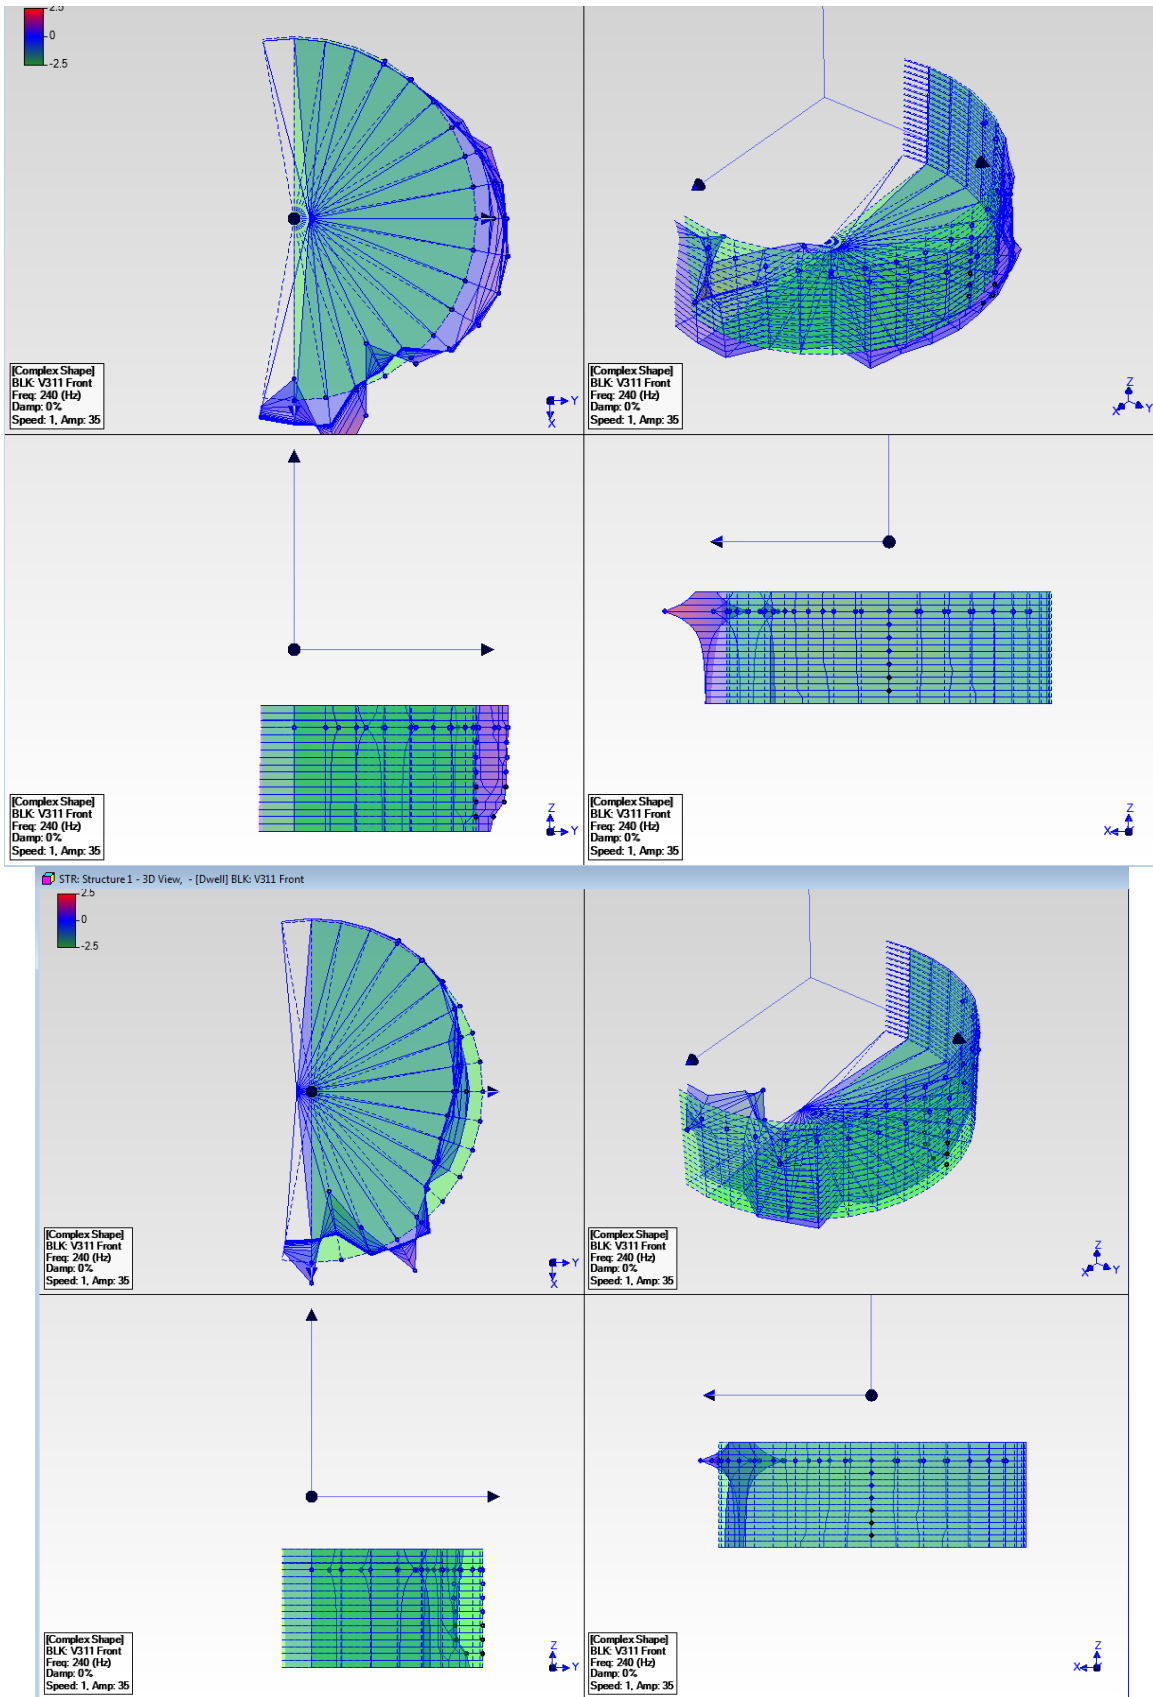 2.5
0
-2.5
[Complex Shape]
BLK: V311 Front
Freq: 240 (Hz)
Damp: 0%
Speed: 1, Amp: 35
Y
X
[Complex Shape]
BLK: V311 Front
Freq: 240 (Hz)
Damp: 0%
Speed: 1, Amp: 35
Z
X
Y
[Complex Shape]
BLK: V311 Front
Freq: 240 (Hz)
Damp: 0%
Speed: 1, Amp: 35
Z
Y
[Complex Shape]
BLK: V311 Front
Freq: 240 (Hz)
Damp: 0%
Speed: 1, Amp: 35
Z
X
STR: Structure 1 - 3D View, - [Dwell] BLK: V311 Front
2.5
0
-2.5
[Complex Shape]
BLK: V311 Front
Freq: 240 (Hz)
Damp: 0%
Speed: 1, Amp: 35
Y
X
[Complex Shape]
BLK: V311 Front
Freq: 240 (Hz)
Damp: 0%
Speed: 1, Amp: 35
Z
X
Y
[Complex Shape]
BLK: V311 Front
Freq: 240 (Hz)
Damp: 0%
Speed: 1, Amp: 35
Z
Y
[Complex Shape]
BLK: V311 Front
Freq: 240 (Hz)
Damp: 0%
Speed: 1, Amp: 35
Z
X